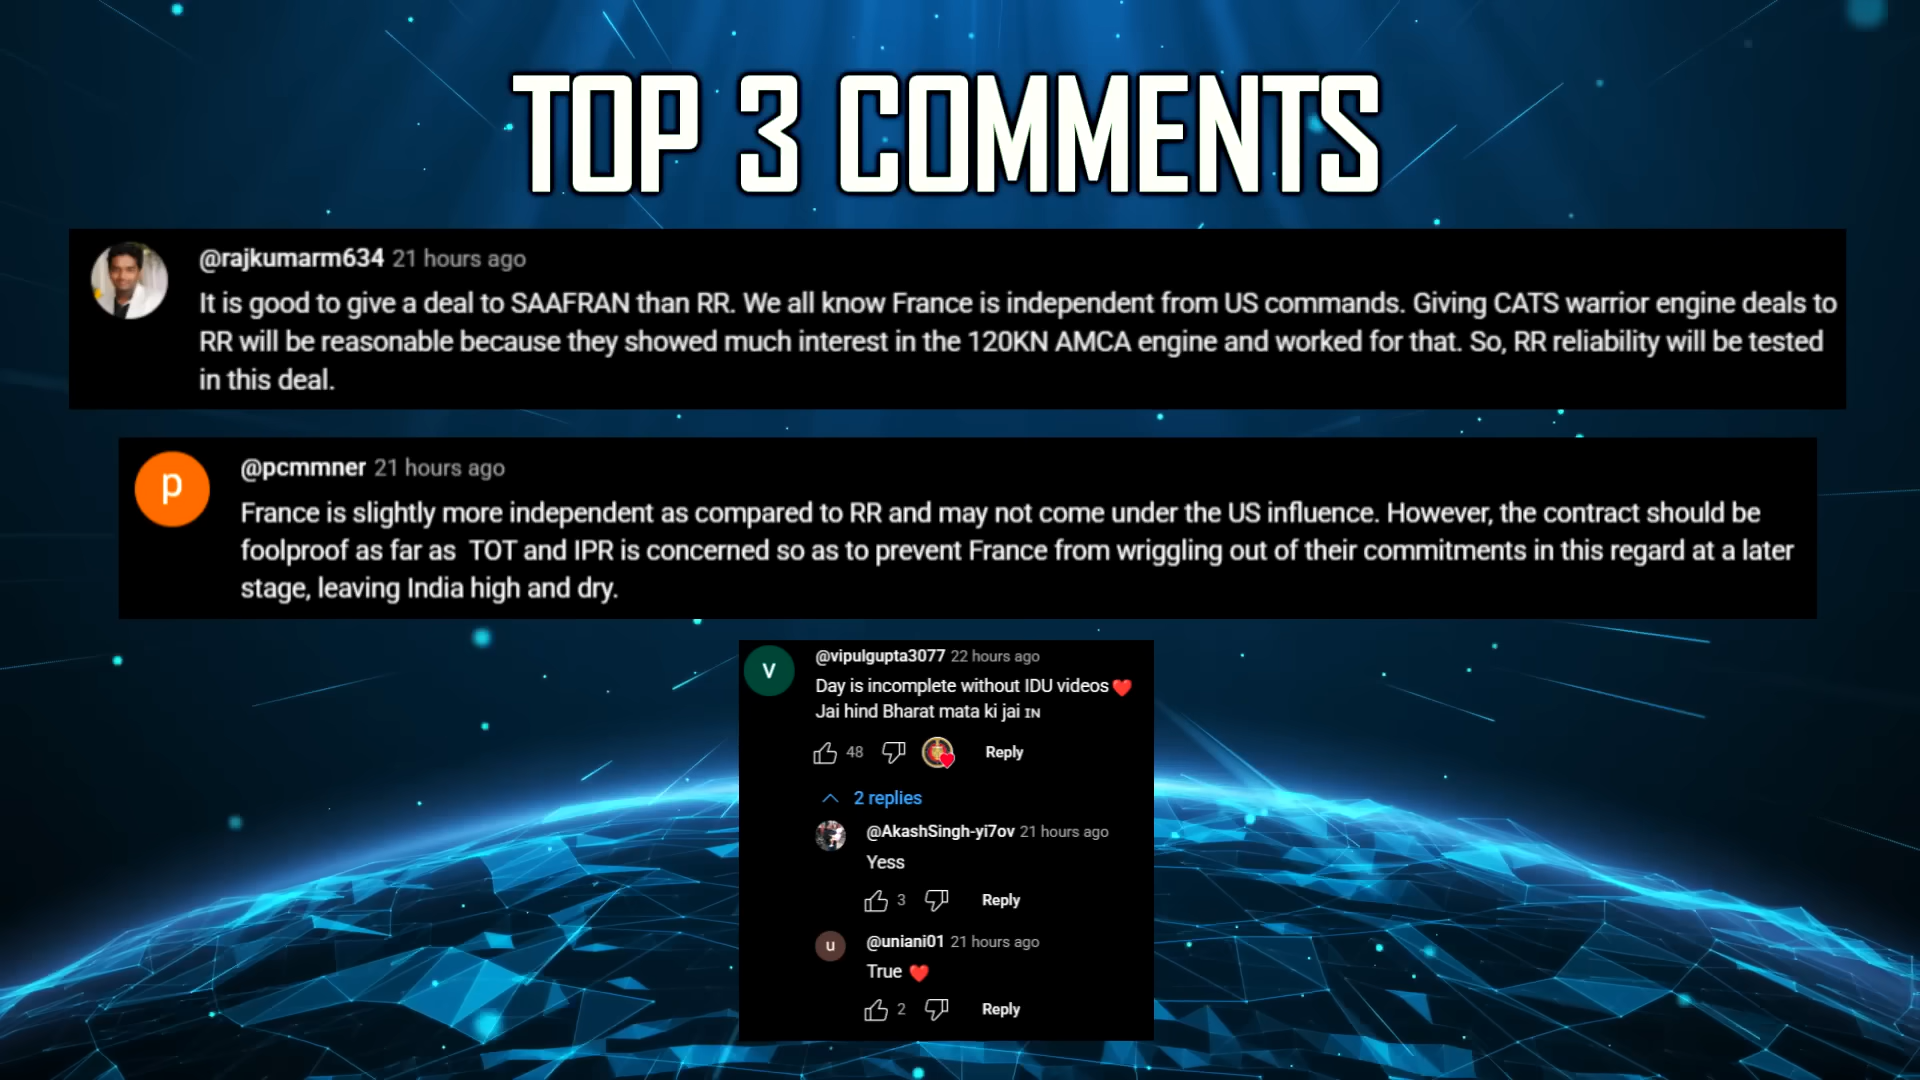 TOP 3 COMMENTS
@rajkumarm634 21 hours ago
It is good to give a deal to SAAFRAN than RR. We all know France is independent from US commands. Giving CATS warrior engine deals to
RR will be reasonable because they showed much interest in the 120KN AMCA engine and worked for that. So, RR reliability will be tested
in this deal.
p
@pcmmner 21 hours ago
France is slightly more independent as compared to RR and may not come under the US influence. However, the contract should be
foolproof as far as TOT and IPR is concerned so as to prevent France from wriggling out of their commitments in this regard at a later
stage, leaving India high and dry.
V
@vipulgupta3077 22 hours ago
Day is incomplete without IDU videos❤️
Jai hind Bharat mata ki jai ɪɴ
48 Reply
2 replies
@AkashSingh-yi7ov 21 hours ago
Yess
3 Reply
u
@uniani01 21 hours ago
True ❤️
2 Reply